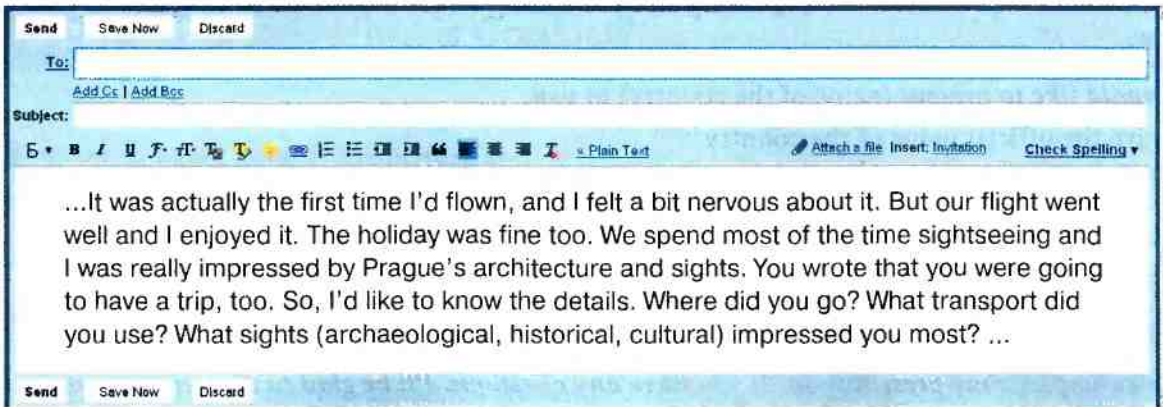 Send Save Now Discard
To:
Add Cc | Add Bcc
Subject:
« Plain Text Attach a file Insert: Invitation Check Spelling ▾
...It was actually the first time I'd flown, and I felt a bit nervous about it. But our flight went
well and I enjoyed it. The holiday was fine too. We spend most of the time sightseeing and
I was really impressed by Prague's architecture and sights. You wrote that you were going
to have a trip, too. So, I'd like to know the details. Where did you go? What transport did
you use? What sights (archaeological, historical, cultural) impressed you most? ...
Send Save Now Discard